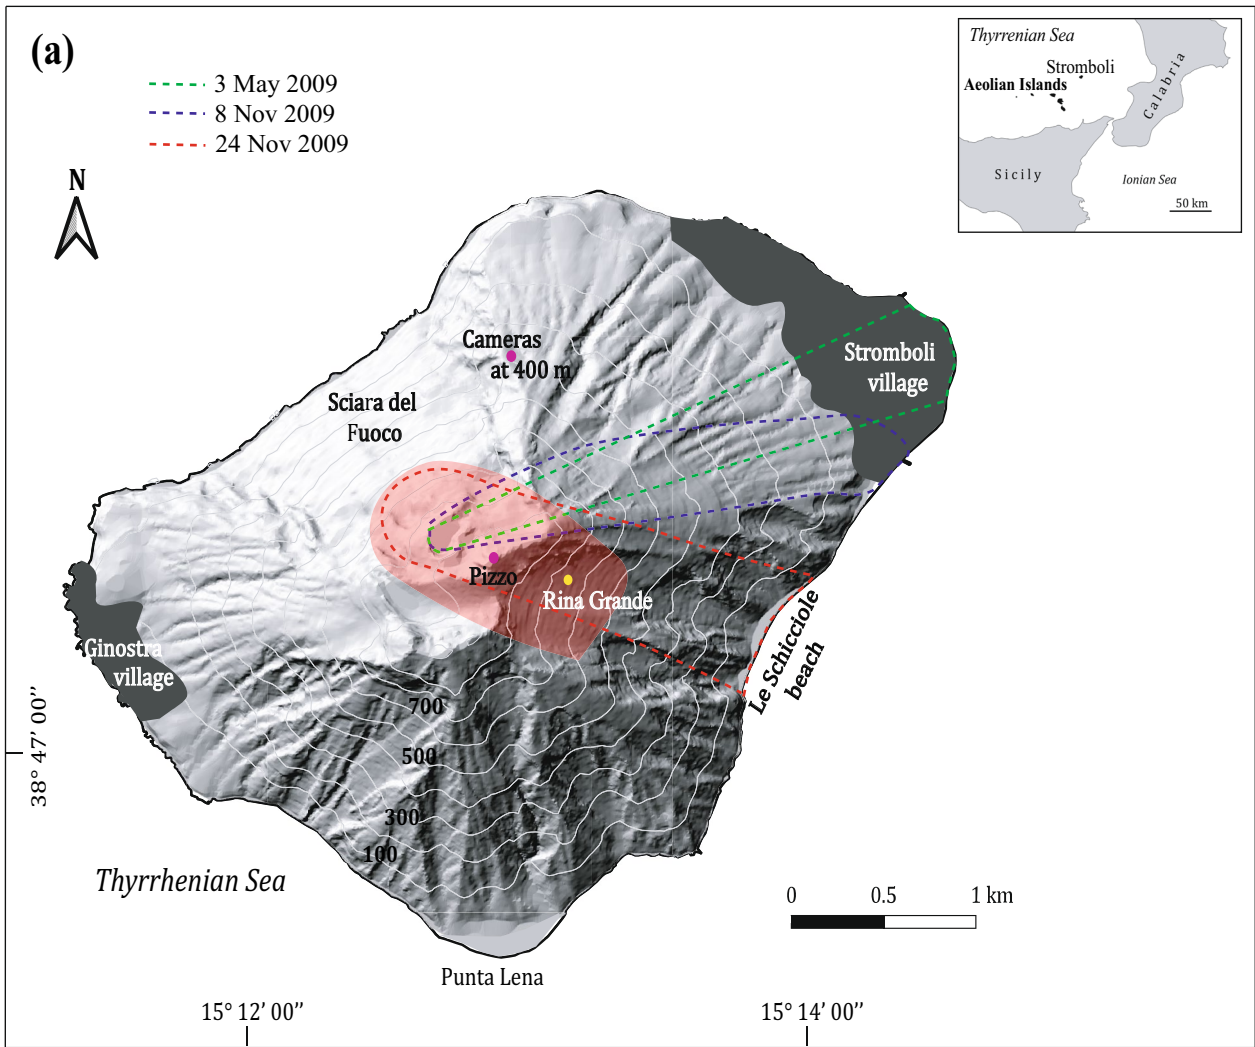 (a)
3 May 2009
8 Nov 2009
24 Nov 2009
N
Thyrrenian Sea
Stromboli
Aeolian Islands
Calabria
Sicily
Ionian Sea
50 km
Cameras
at 400 m
Stromboli
village
Sciara del
Fuoco
Pizzo
Rina Grande
Le Schicciole
beach
Ginostra
village
700
500
300
100
38° 47' 00”
Thyrrhenian Sea
0 0.5 1 km
Punta Lena
15° 12' 00” 15° 14' 00”